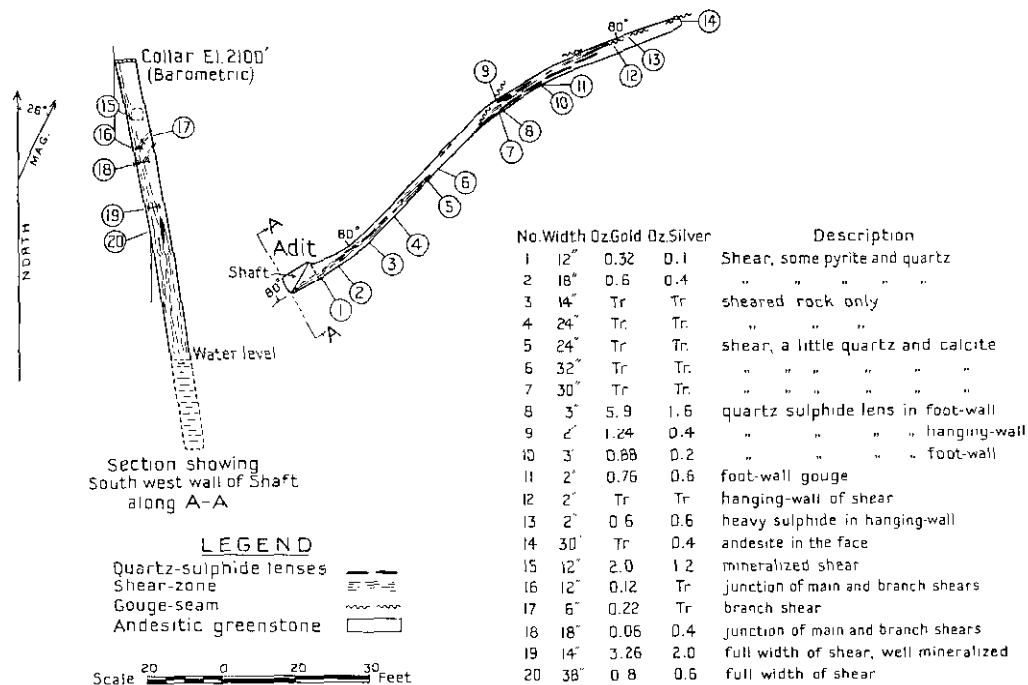 Collar El. 2100'
(Barometric)
26°
MAG.
NORTH
15
16
17
18
19
20
Water level
Section showing
South west wall of Shaft
along A-A
14
80°
13
12
9
11
10
8
7
6
5
4
3
2
1
80°
A
Adit
Shaft
80°
A
LEGEND
Quartz-sulphide lenses
Shear-zone
Gouge-seam
Andesitic greenstone
Scale 20 0 20 30 Feet
No. Width Oz.Gold Oz.Silver Description
1 12" 0.32 0.1 Shear, some pyrite and quartz
2 18" 0.6 0.4 " " " " "
3 14" Tr Tr sheared rock only
4 24" Tr. Tr. " " "
5 24" Tr Tr. shear, a little quartz and calcite
6 32" Tr Tr. " " " " " "
7 30" Tr Tr. " " " " " "
8 3" 5.9 1.6 quartz sulphide lens in foot-wall
9 2" 1.24 0.4 " " " " hanging-wall
10 3" 0.88 0.2 " " " " foot-wall
11 2" 0.76 0.6 foot-wall gouge
12 2" Tr Tr hanging-wall of shear
13 2" 0.6 0.6 heavy sulphide in hanging-wall
14 30" Tr 0.4 andesite in the face
15 12" 2.0 1.2 mineralized shear
16 12" 0.12 Tr junction of main and branch shears
17 6" 0.22 Tr branch shear
18 18" 0.06 0.4 junction of main and branch shears
19 14" 3.26 2.0 full width of shear, well mineralized
20 38" 0.8 0.6 full width of shear